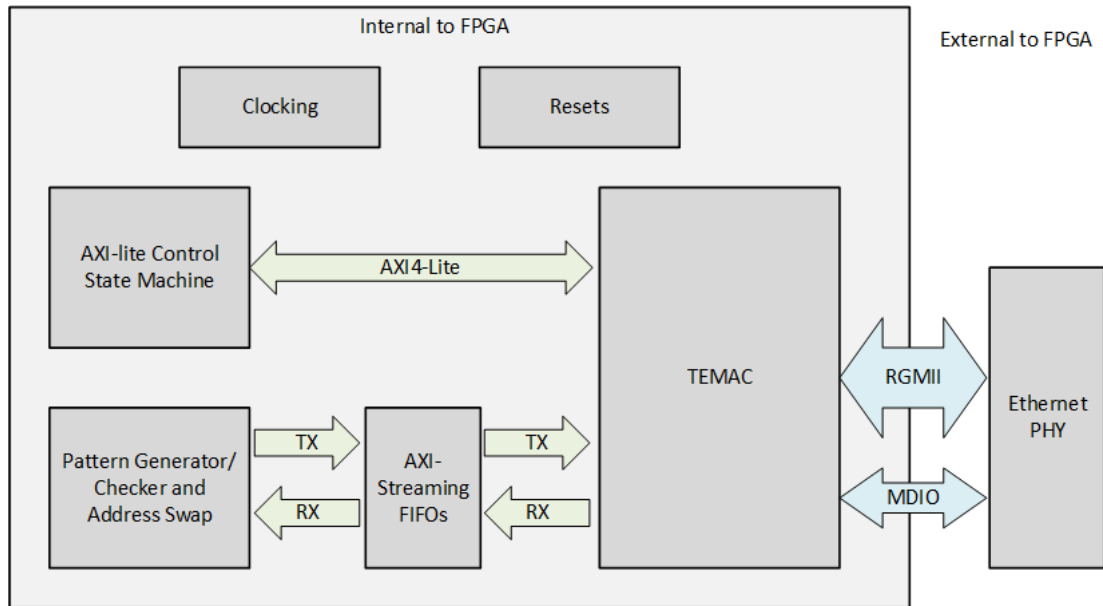 Internal to FPGA
External to FPGA
Clocking
Resets
AXI-lite Control
State Machine
AXI4-Lite
TEMAC
RGMII
Ethernet
PHY
Pattern Generator/
Checker and
Address Swap
TX
RX
AXI-
Streaming
FIFOs
TX
RX
MDIO